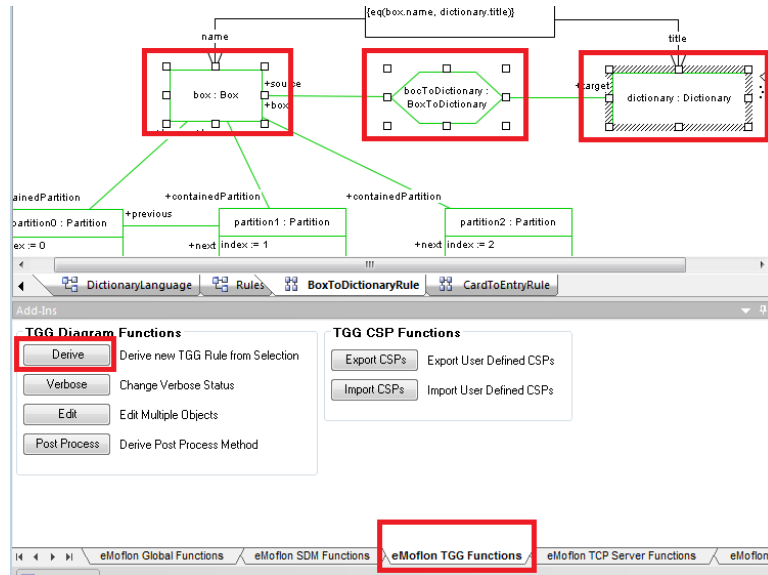 {eq(box.name, dictionary.title)}
name
title
+source
+target
box : Box
+box
bocToDictionary :
BoxToDictionary
dictionary : Dictionary
ainedPartition
+containedPartition
+containedPartition
partition0 : Partition
+previous
partition1 : Partition
partition2 : Partition
ex := 0
+next
index := 1
+next
index := 2
DictionaryLanguage
Rules
BoxToDictionaryRule
CardToEntryRule
Add-Ins
TGG Diagram Functions
TGG CSP Functions
Derive
Derive new TGG Rule from Selection
Export CSPs
Export User Defined CSPs
Verbose
Change Verbose Status
Import CSPs
Import User Defined CSPs
Edit
Edit Multiple Objects
Post Process
Derive Post Process Method
eMoflon Global Functions
eMoflon SDM Functions
eMoflon TGG Functions
eMoflon TCP Server Functions
eMoflon